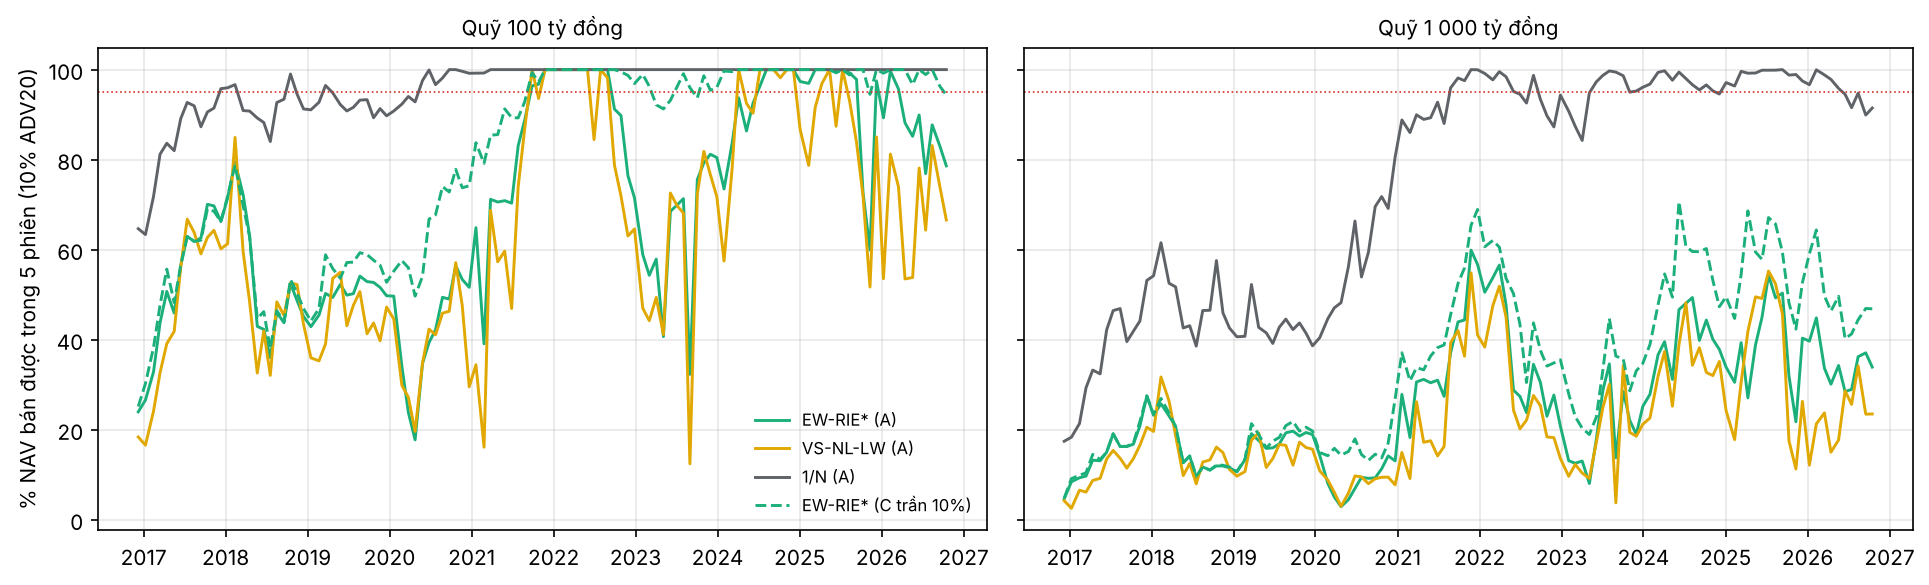 Quỹ 100 tỷ đồng
% NAV bán được trong 5 phiên (10% ADV20)
100
80
60
40
20
0
EW-RIE* (A)
VS-NL-LW (A)
1/N (A)
EW-RIE* (C trần 10%)
2017 2018 2019 2020 2021 2022 2023 2024 2025 2026 2027
Quỹ 1 000 tỷ đồng
2017 2018 2019 2020 2021 2022 2023 2024 2025 2026 2027